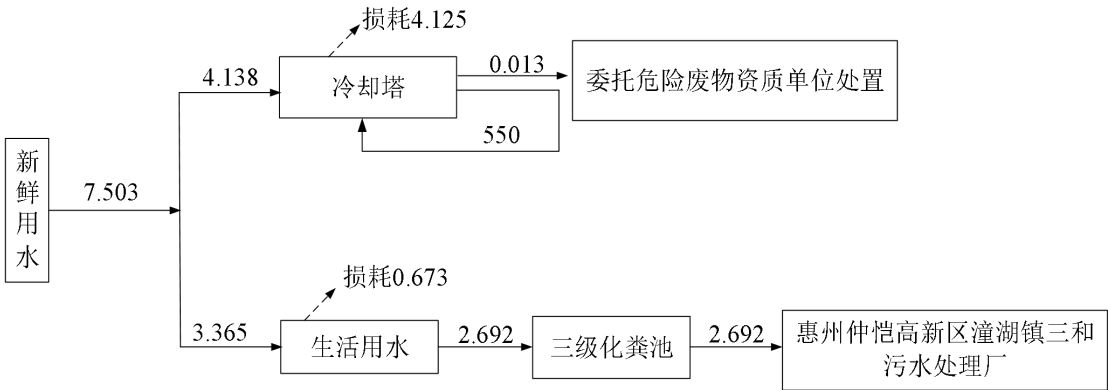 损耗4.125
4.138
冷却塔
0.013
委托危险废物资质单位处置
550
新鲜用水
7.503
损耗0.673
3.365
生活用水
2.692
三级化粪池
2.692
惠州仲恺高新区潼湖镇三和
污水处理厂